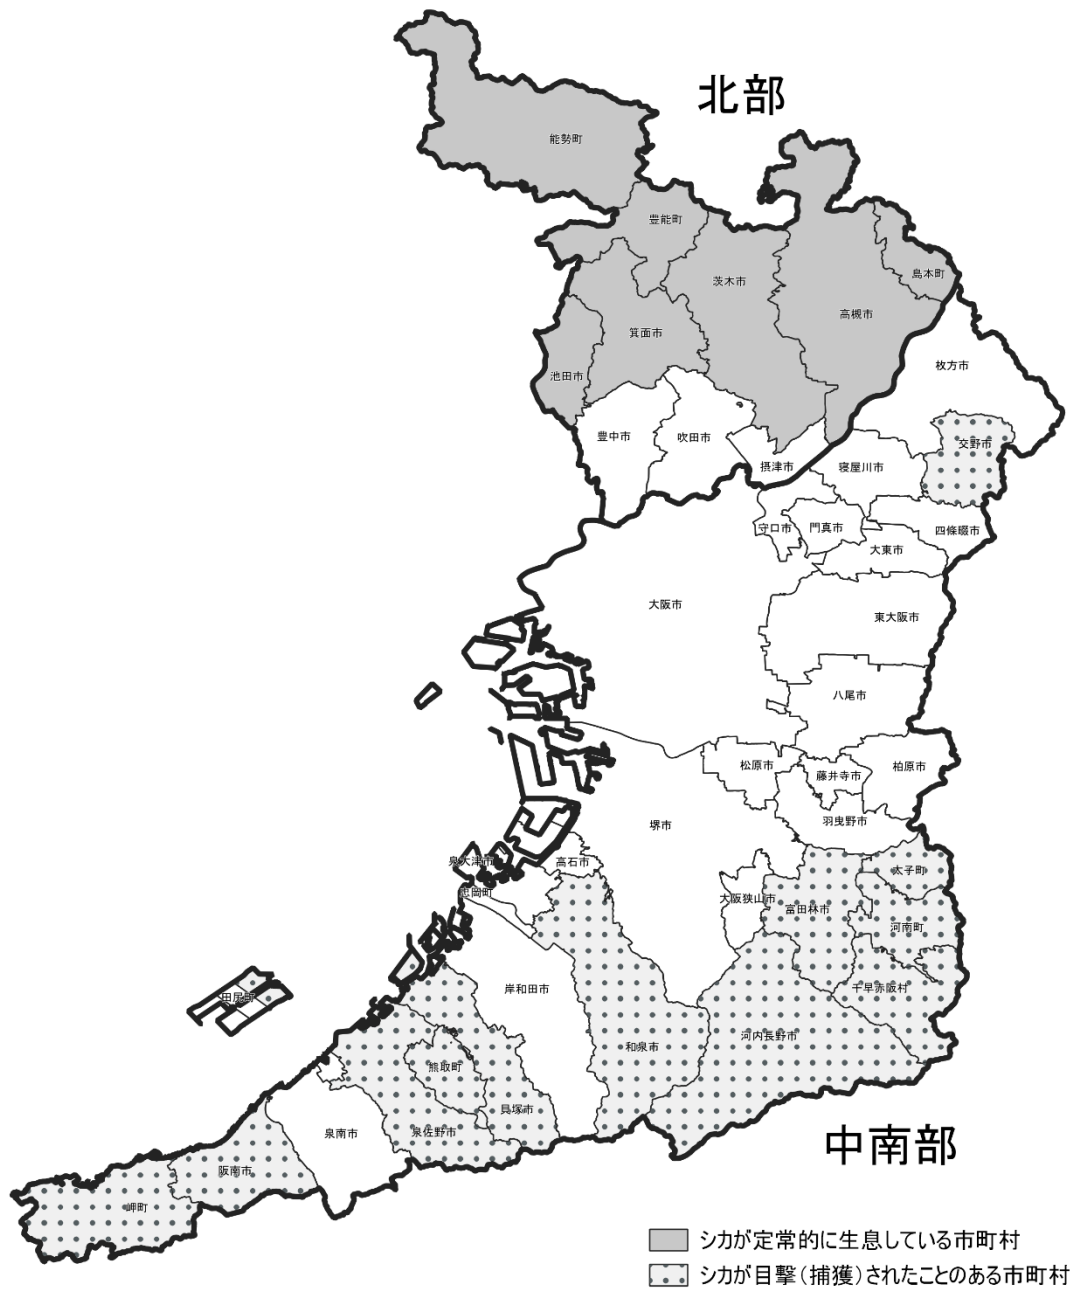 北部
能勢町
豊能町
茨木市
島本町
高槻市
箕面市
枚方市
池田市
豊中市
吹田市
交野市
摂津市
寝屋川市
守口市
門真市
四條畷市
大東市
大阪市
東大阪市
八尾市
松原市
藤井寺市
柏原市
堺市
羽曳野市
泉大津市
高石市
太子町
忠岡町
大阪狭山市
富田林市
河南町
岸和田市
千早赤阪村
田尻町
河内長野市
和泉市
熊取町
貝塚市
泉南市
泉佐野市
中南部
阪南市
岬町
シカが定常的に生息している市町村
シカが目撃（捕獲）されたことのある市町村